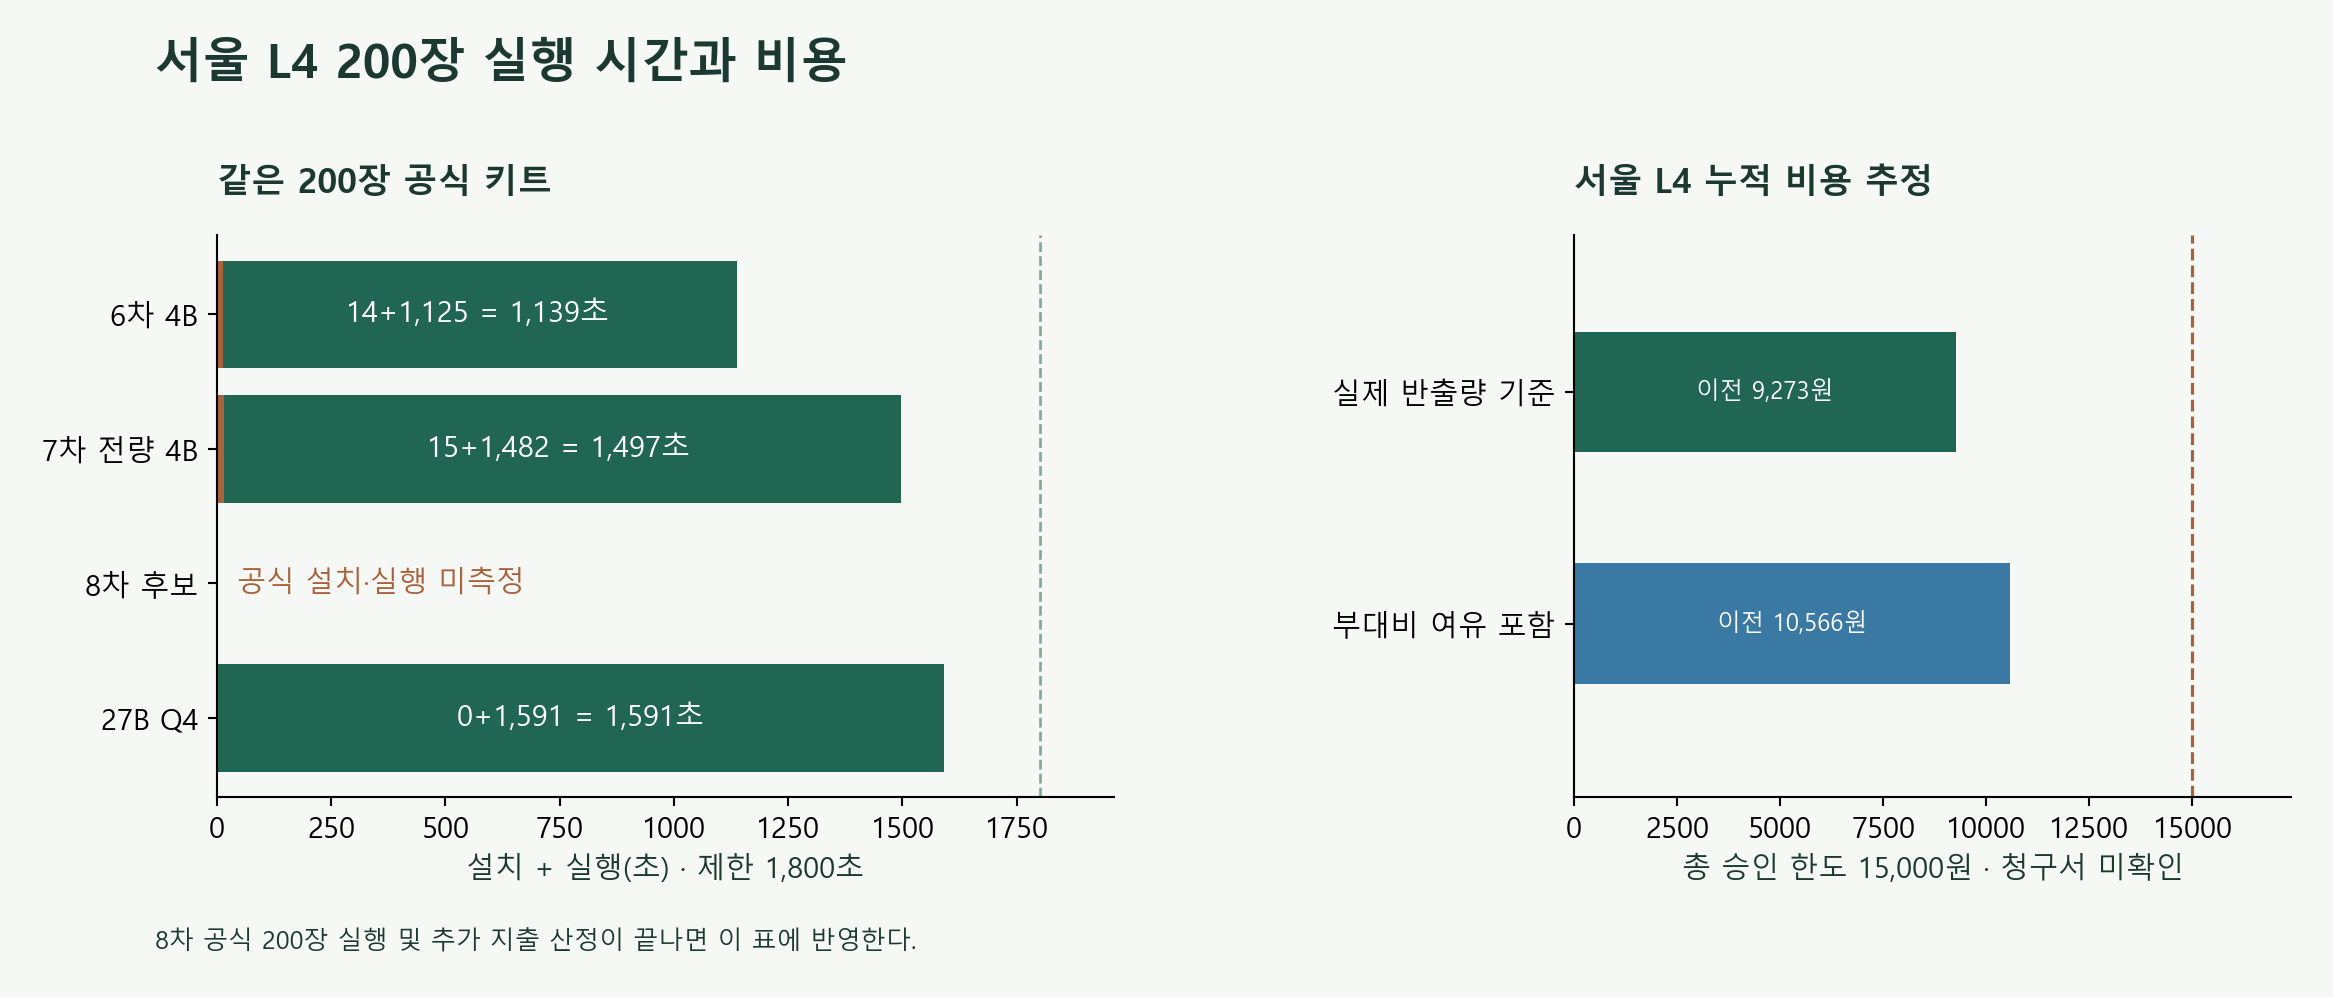 서울 L4 200장 실행 시간과 비용
같은 200장 공식 키트
6차 4B
14+1,125 = 1,139초
7차 전량 4B
15+1,482 = 1,497초
8차 후보
공식 설치·실행 미측정
27B Q4
0+1,591 = 1,591초
0 250 500 750 1000 1250 1500 1750
설치 + 실행(초) · 제한 1,800초
서울 L4 누적 비용 추정
실제 반출량 기준
이전 9,273원
부대비 여유 포함
이전 10,566원
0 2500 5000 7500 10000 12500 15000
총 승인 한도 15,000원 · 청구서 미확인
8차 공식 200장 실행 및 추가 지출 산정이 끝나면 이 표에 반영한다.